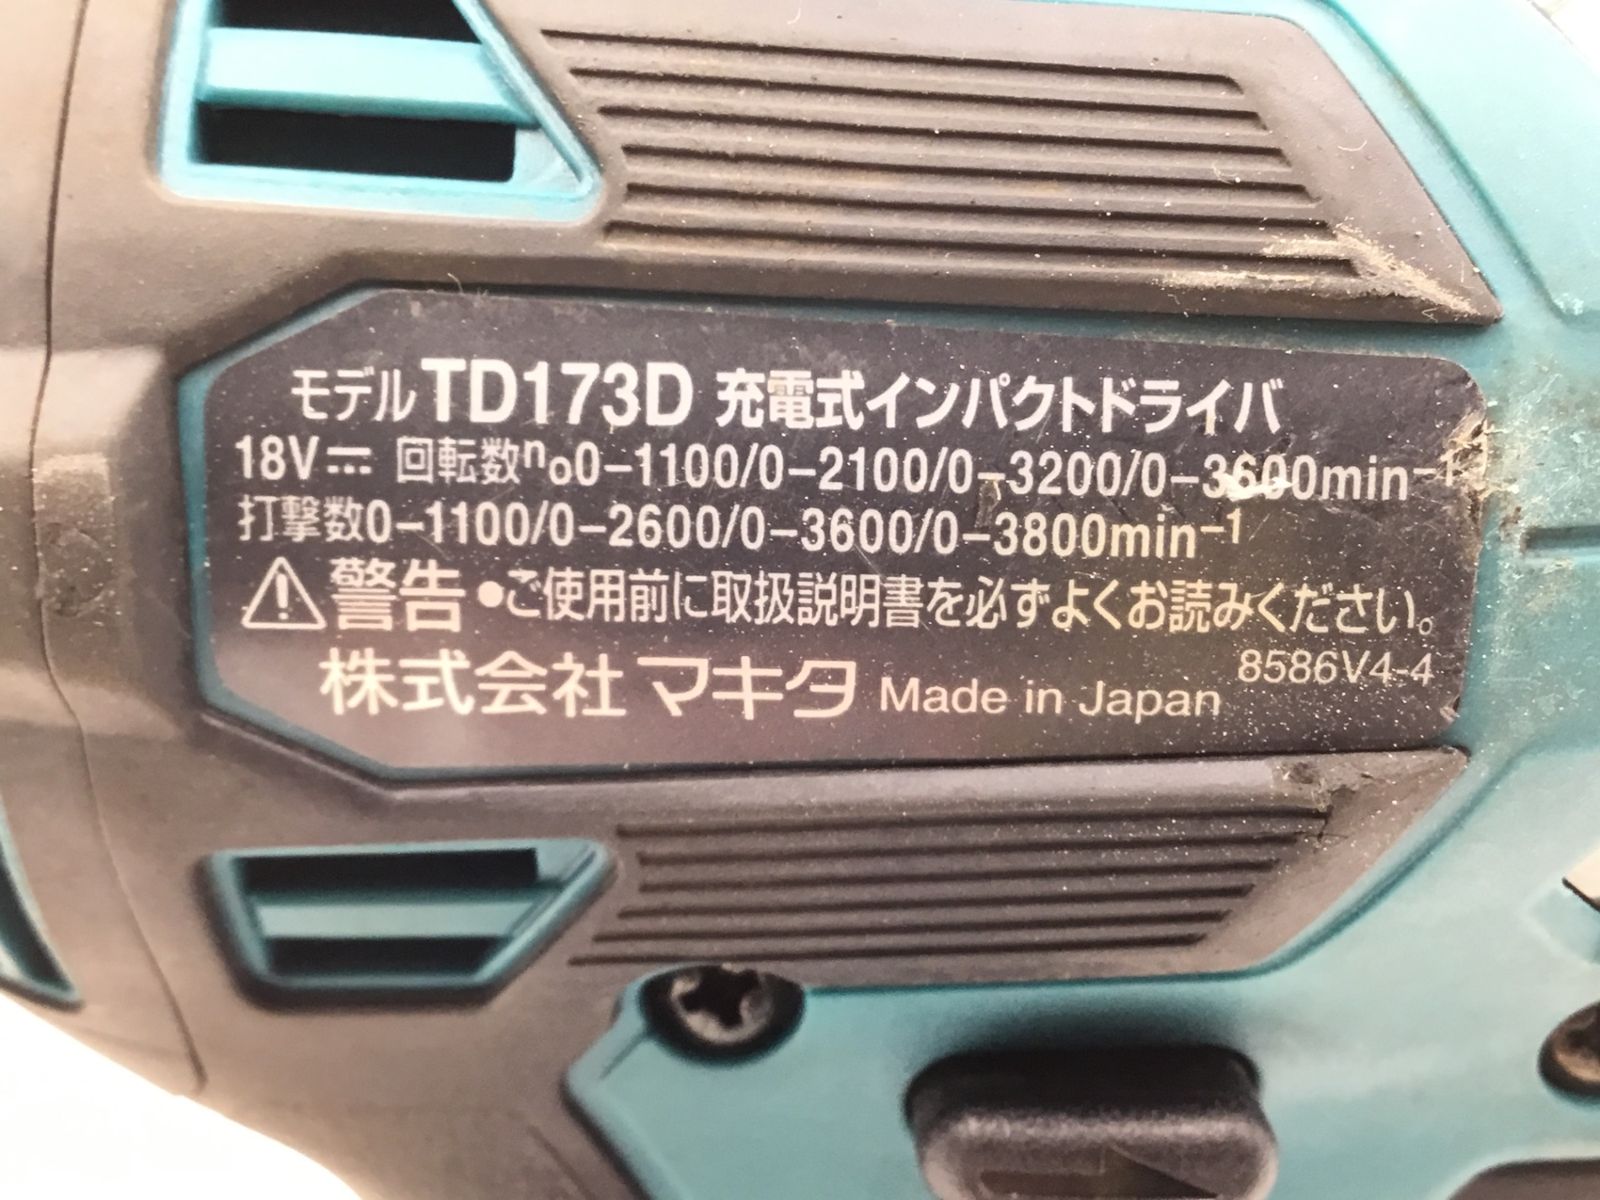 モデル TD173D 充電式インパクトドライバ
18V⎓ 回転数n₀0-1100/0-2100/0-3200/0-3600min⁻¹
打撃数0-1100/0-2600/0-3600/0-3800min⁻¹
⚠警告 ●ご使用前に取扱説明書を必ずよくお読みください。
8586V4-4
株式会社マキタ Made in Japan